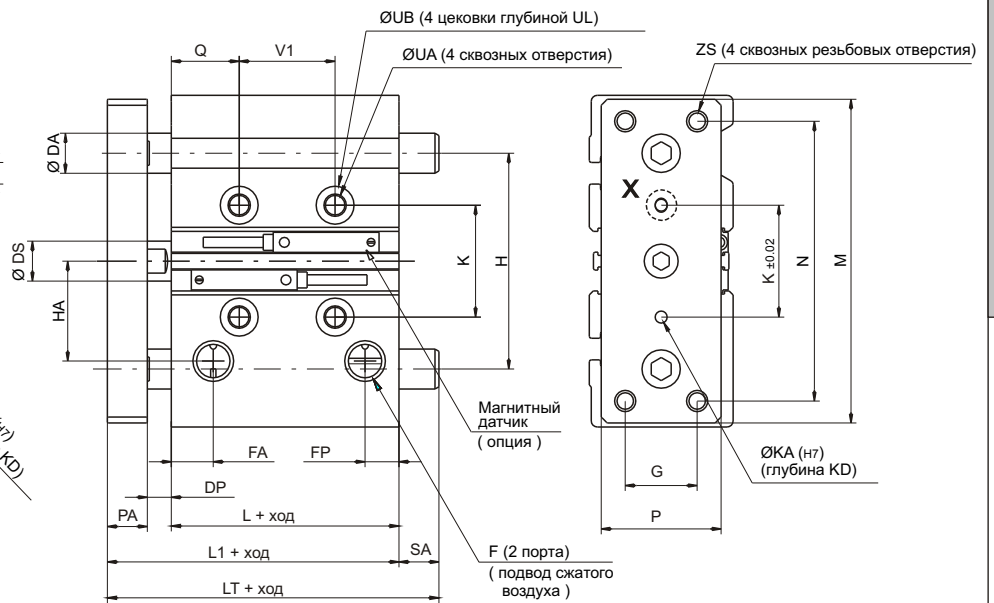 ØUB (4 цековки глубиной UL)
Q
V1
ØUA (4 сквозных отверстия)
ZS (4 сквозных резьбовых отверстия)
Ø DA
X
Ø DS
K
H
K ±0.02
N
M
HA
Магнитный
датчик
( опция )
(H7)
KD)
FA
FP
ØKA (H7)
(глубина KD)
G
DP
PA
L + ход
P
L1 + ход
SA
F (2 порта)
( подвод сжатого
воздуха )
LT + ход